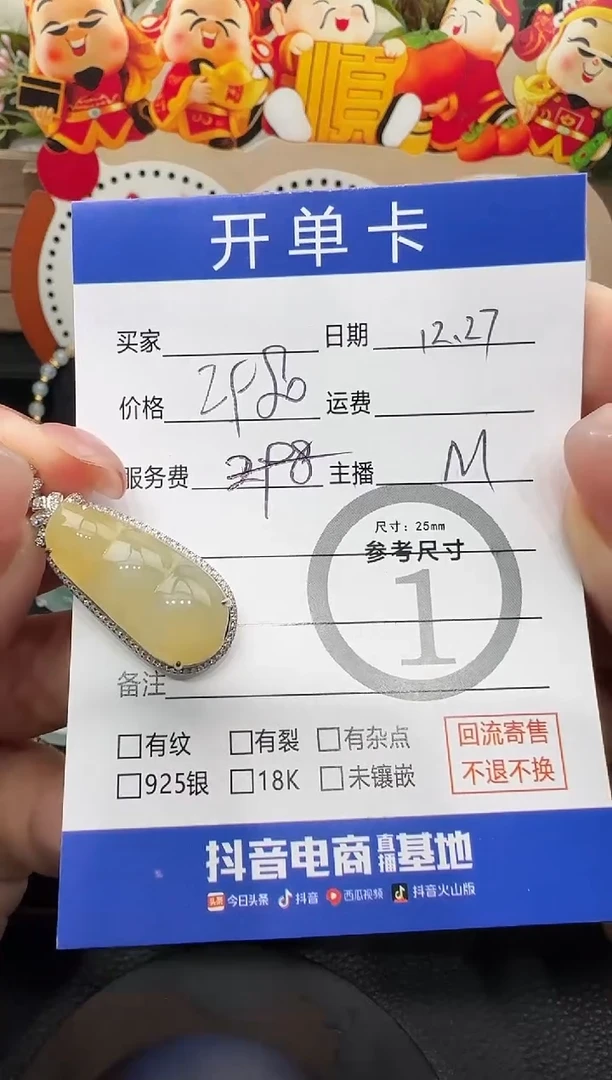 順
开单卡
买家 日期 12.27
价格 运费
服务费 主播 M
尺寸：25mm
参考尺寸
1
备注
□有纹 □有裂 □有杂点
□925银 □18K □未镶嵌
回流寄售
不退不换
抖音电商直播基地
头条 今日头条 抖音 西瓜视频 抖音火山版